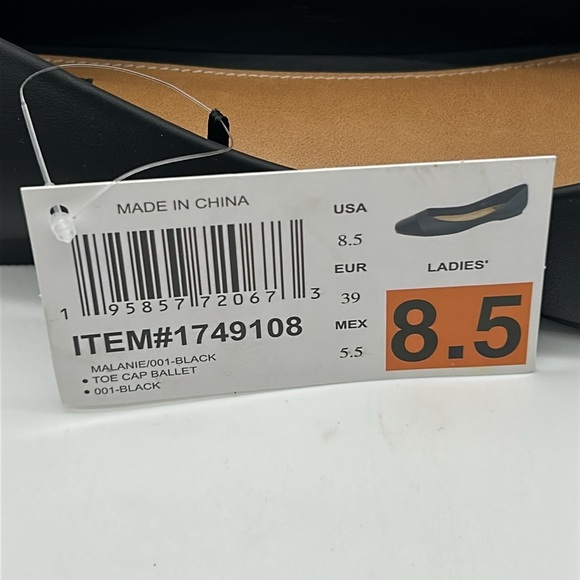 MADE IN CHINA
1 95857 72067 3
ITEM#1749108
MALANIE/001-BLACK
• TOE CAP BALLET
• 001-BLACK
USA
8.5
EUR
39
MEX
5.5
LADIES'
8.5